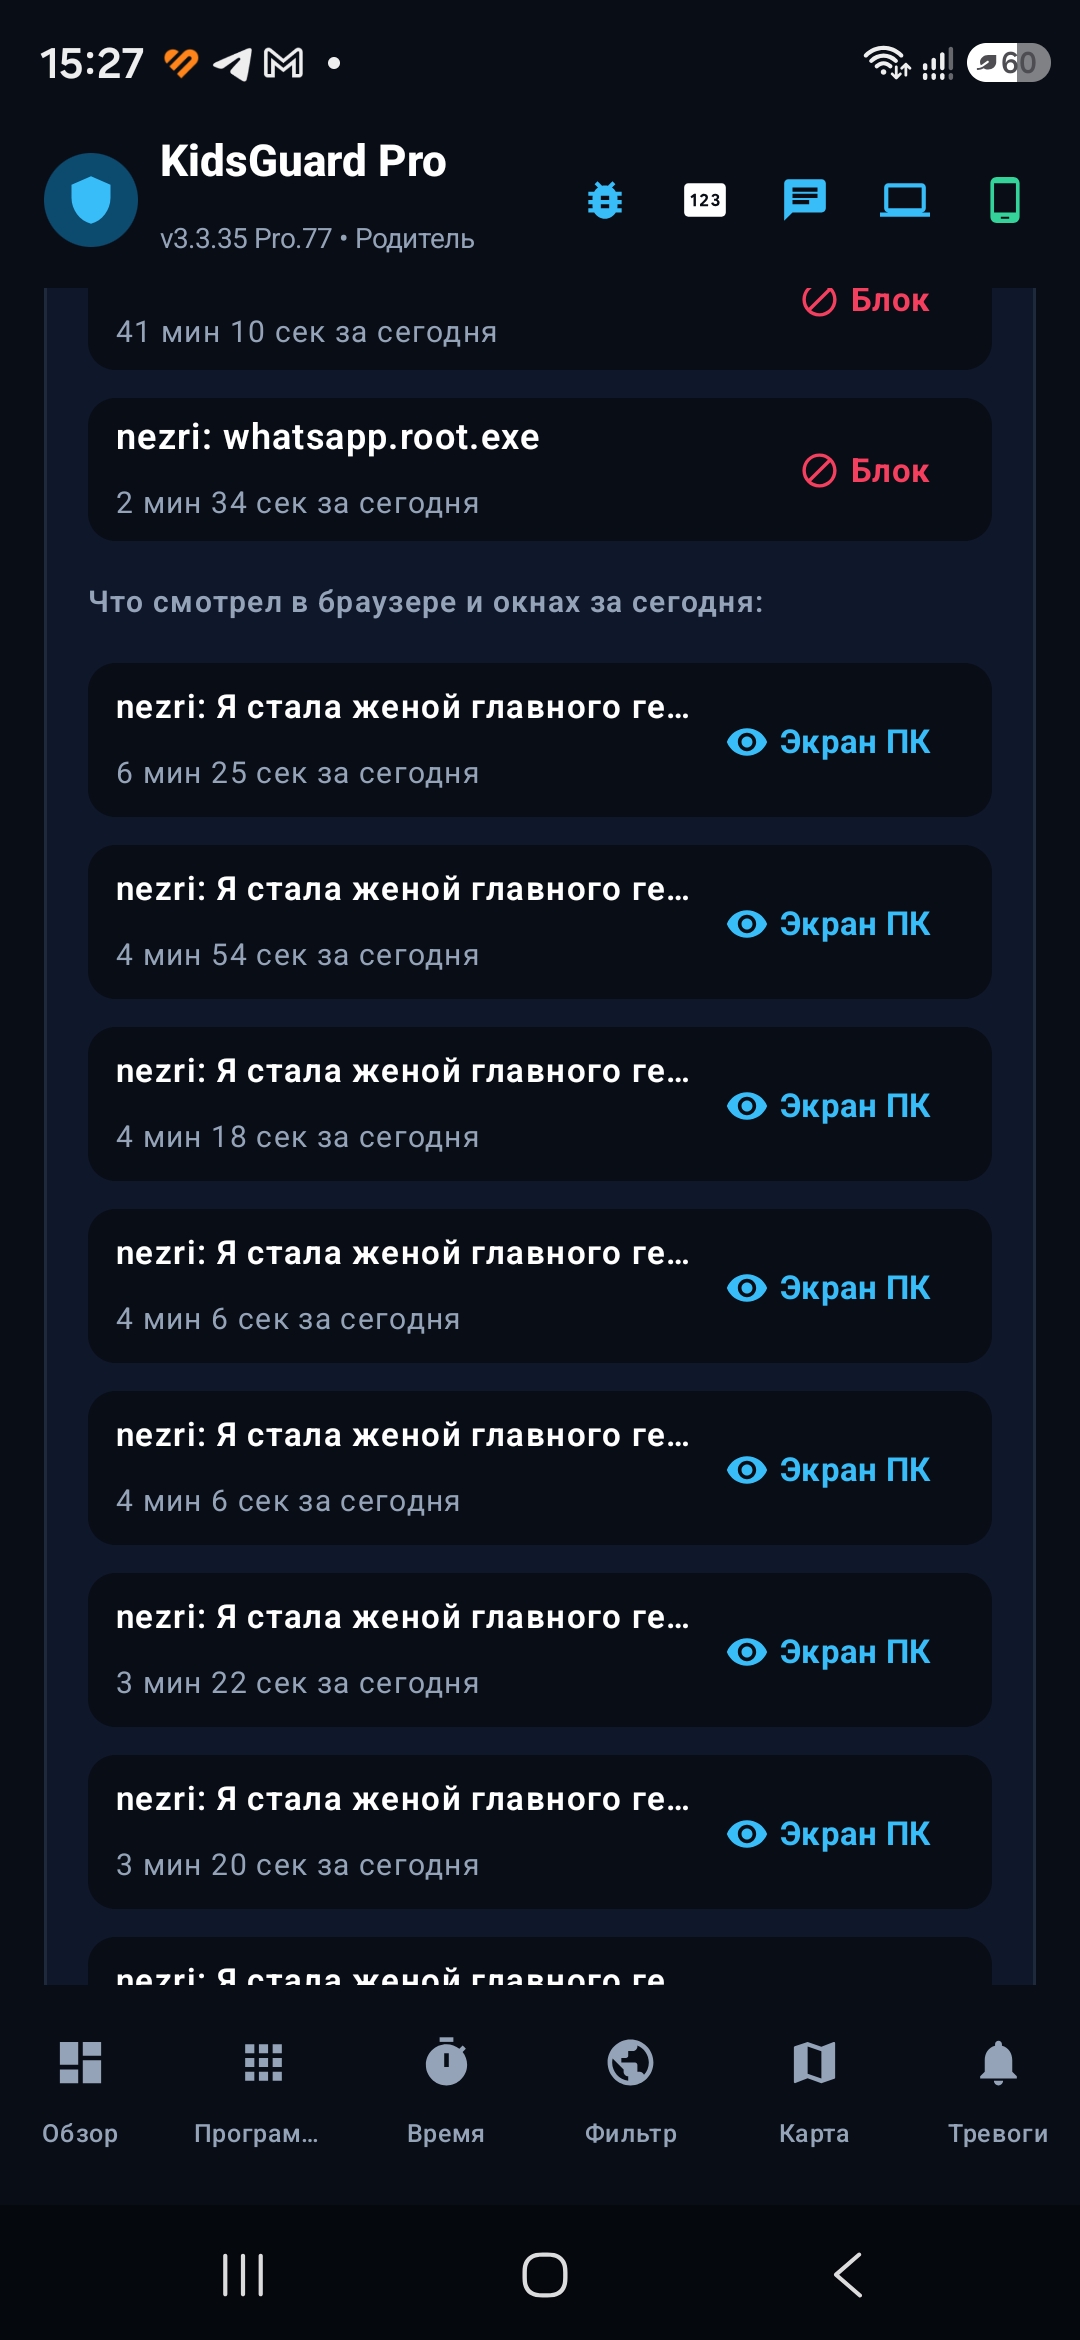 15:27
60
KidsGuard Pro
v3.3.35 Pro.77 • Родитель
123
Блок
41 мин 10 сек за сегодня
nezri: whatsapp.root.exe
Блок
2 мин 34 сек за сегодня
Что смотрел в браузере и окнах за сегодня:
nezri: Я стала женой главного ге...
Экран ПК
6 мин 25 сек за сегодня
nezri: Я стала женой главного ге...
Экран ПК
4 мин 54 сек за сегодня
nezri: Я стала женой главного ге...
Экран ПК
4 мин 18 сек за сегодня
nezri: Я стала женой главного ге...
Экран ПК
4 мин 6 сек за сегодня
nezri: Я стала женой главного ге...
Экран ПК
4 мин 6 сек за сегодня
nezri: Я стала женой главного ге...
Экран ПК
3 мин 22 сек за сегодня
nezri: Я стала женой главного ге...
Экран ПК
3 мин 20 сек за сегодня
nezri: Я стала женой главного ге
Обзор
Програм...
Время
Фильтр
Карта
Тревоги